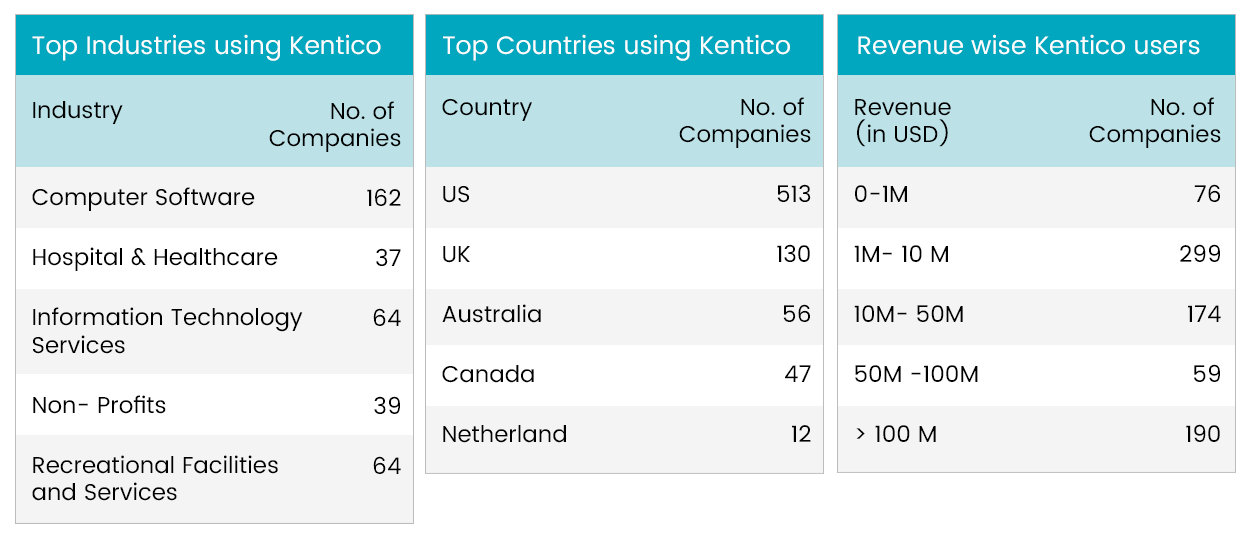 Top Industries using Kentico
Industry No. of
Companies
Computer Software 162
Hospital & Healthcare 37
Information Technology 64
Services
Non- Profits 39
Recreational Facilities 64
and Services
Top Countries using Kentico
Country No. of
Companies
US 513
UK 130
Australia 56
Canada 47
Netherland 12
Revenue wise Kentico users
Revenue No. of
(in USD) Companies
0-1M 76
1M- 10 M 299
10M- 50M 174
50M -100M 59
> 100 M 190